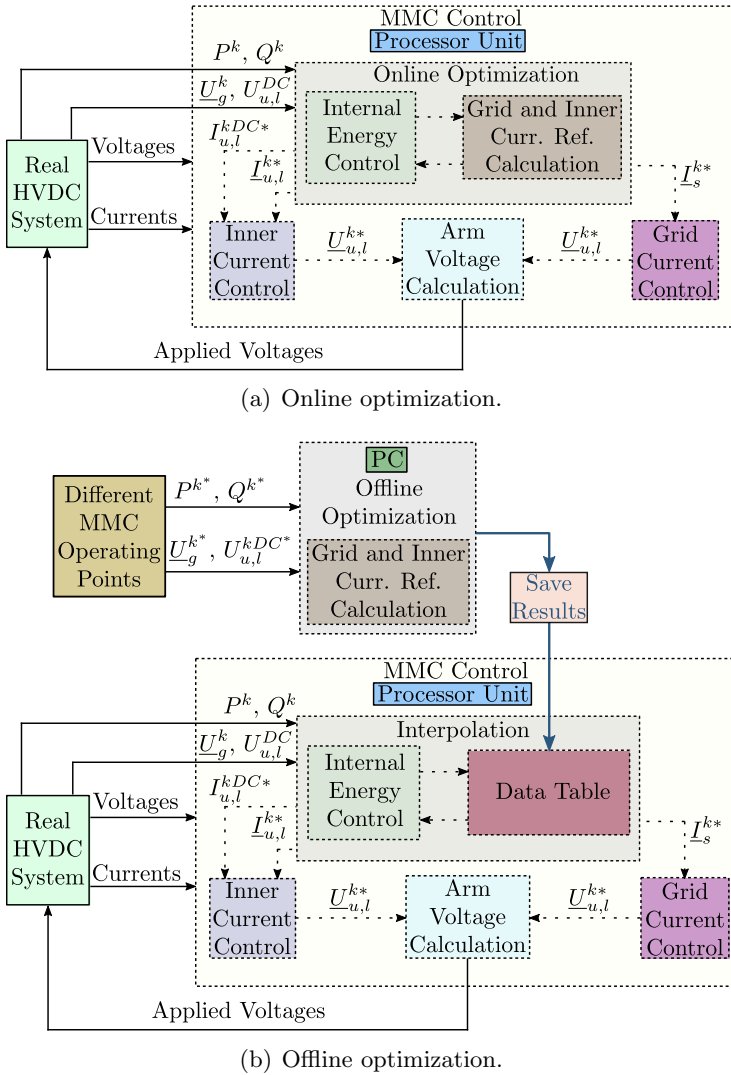 MMC Control
Processor Unit
P^k, Q^k
Online Optimization
U_g^k, U_{u,l}^{DC}
Internal
Energy
Control
Grid and Inner
Curr. Ref.
Calculation
I_{u,l}^{kDC*}
Voltages
I_{u,l}^{k*}
I_s^{k*}
Real
HVDC
System
Currents
Inner
Current
Control
U_{u,l}^{k*}
Arm
Voltage
Calculation
U_{u,l}^{k*}
Grid
Current
Control
Applied Voltages
(a) Online optimization.
PC
Different
MMC
Operating
Points
P^{k*}, Q^{k*}
Offline
Optimization
U_g^{k*}, U_{u,l}^{kDC*}
Grid and Inner
Curr. Ref.
Calculation
Save
Results
MMC Control
Processor Unit
P^k, Q^k
Interpolation
U_g^k, U_{u,l}^{DC}
Internal
Energy
Control
Data Table
I_{u,l}^{kDC*}
Voltages
I_{u,l}^{k*}
I_s^{k*}
Real
HVDC
System
Currents
Inner
Current
Control
U_{u,l}^{k*}
Arm
Voltage
Calculation
U_{u,l}^{k*}
Grid
Current
Control
Applied Voltages
(b) Offline optimization.